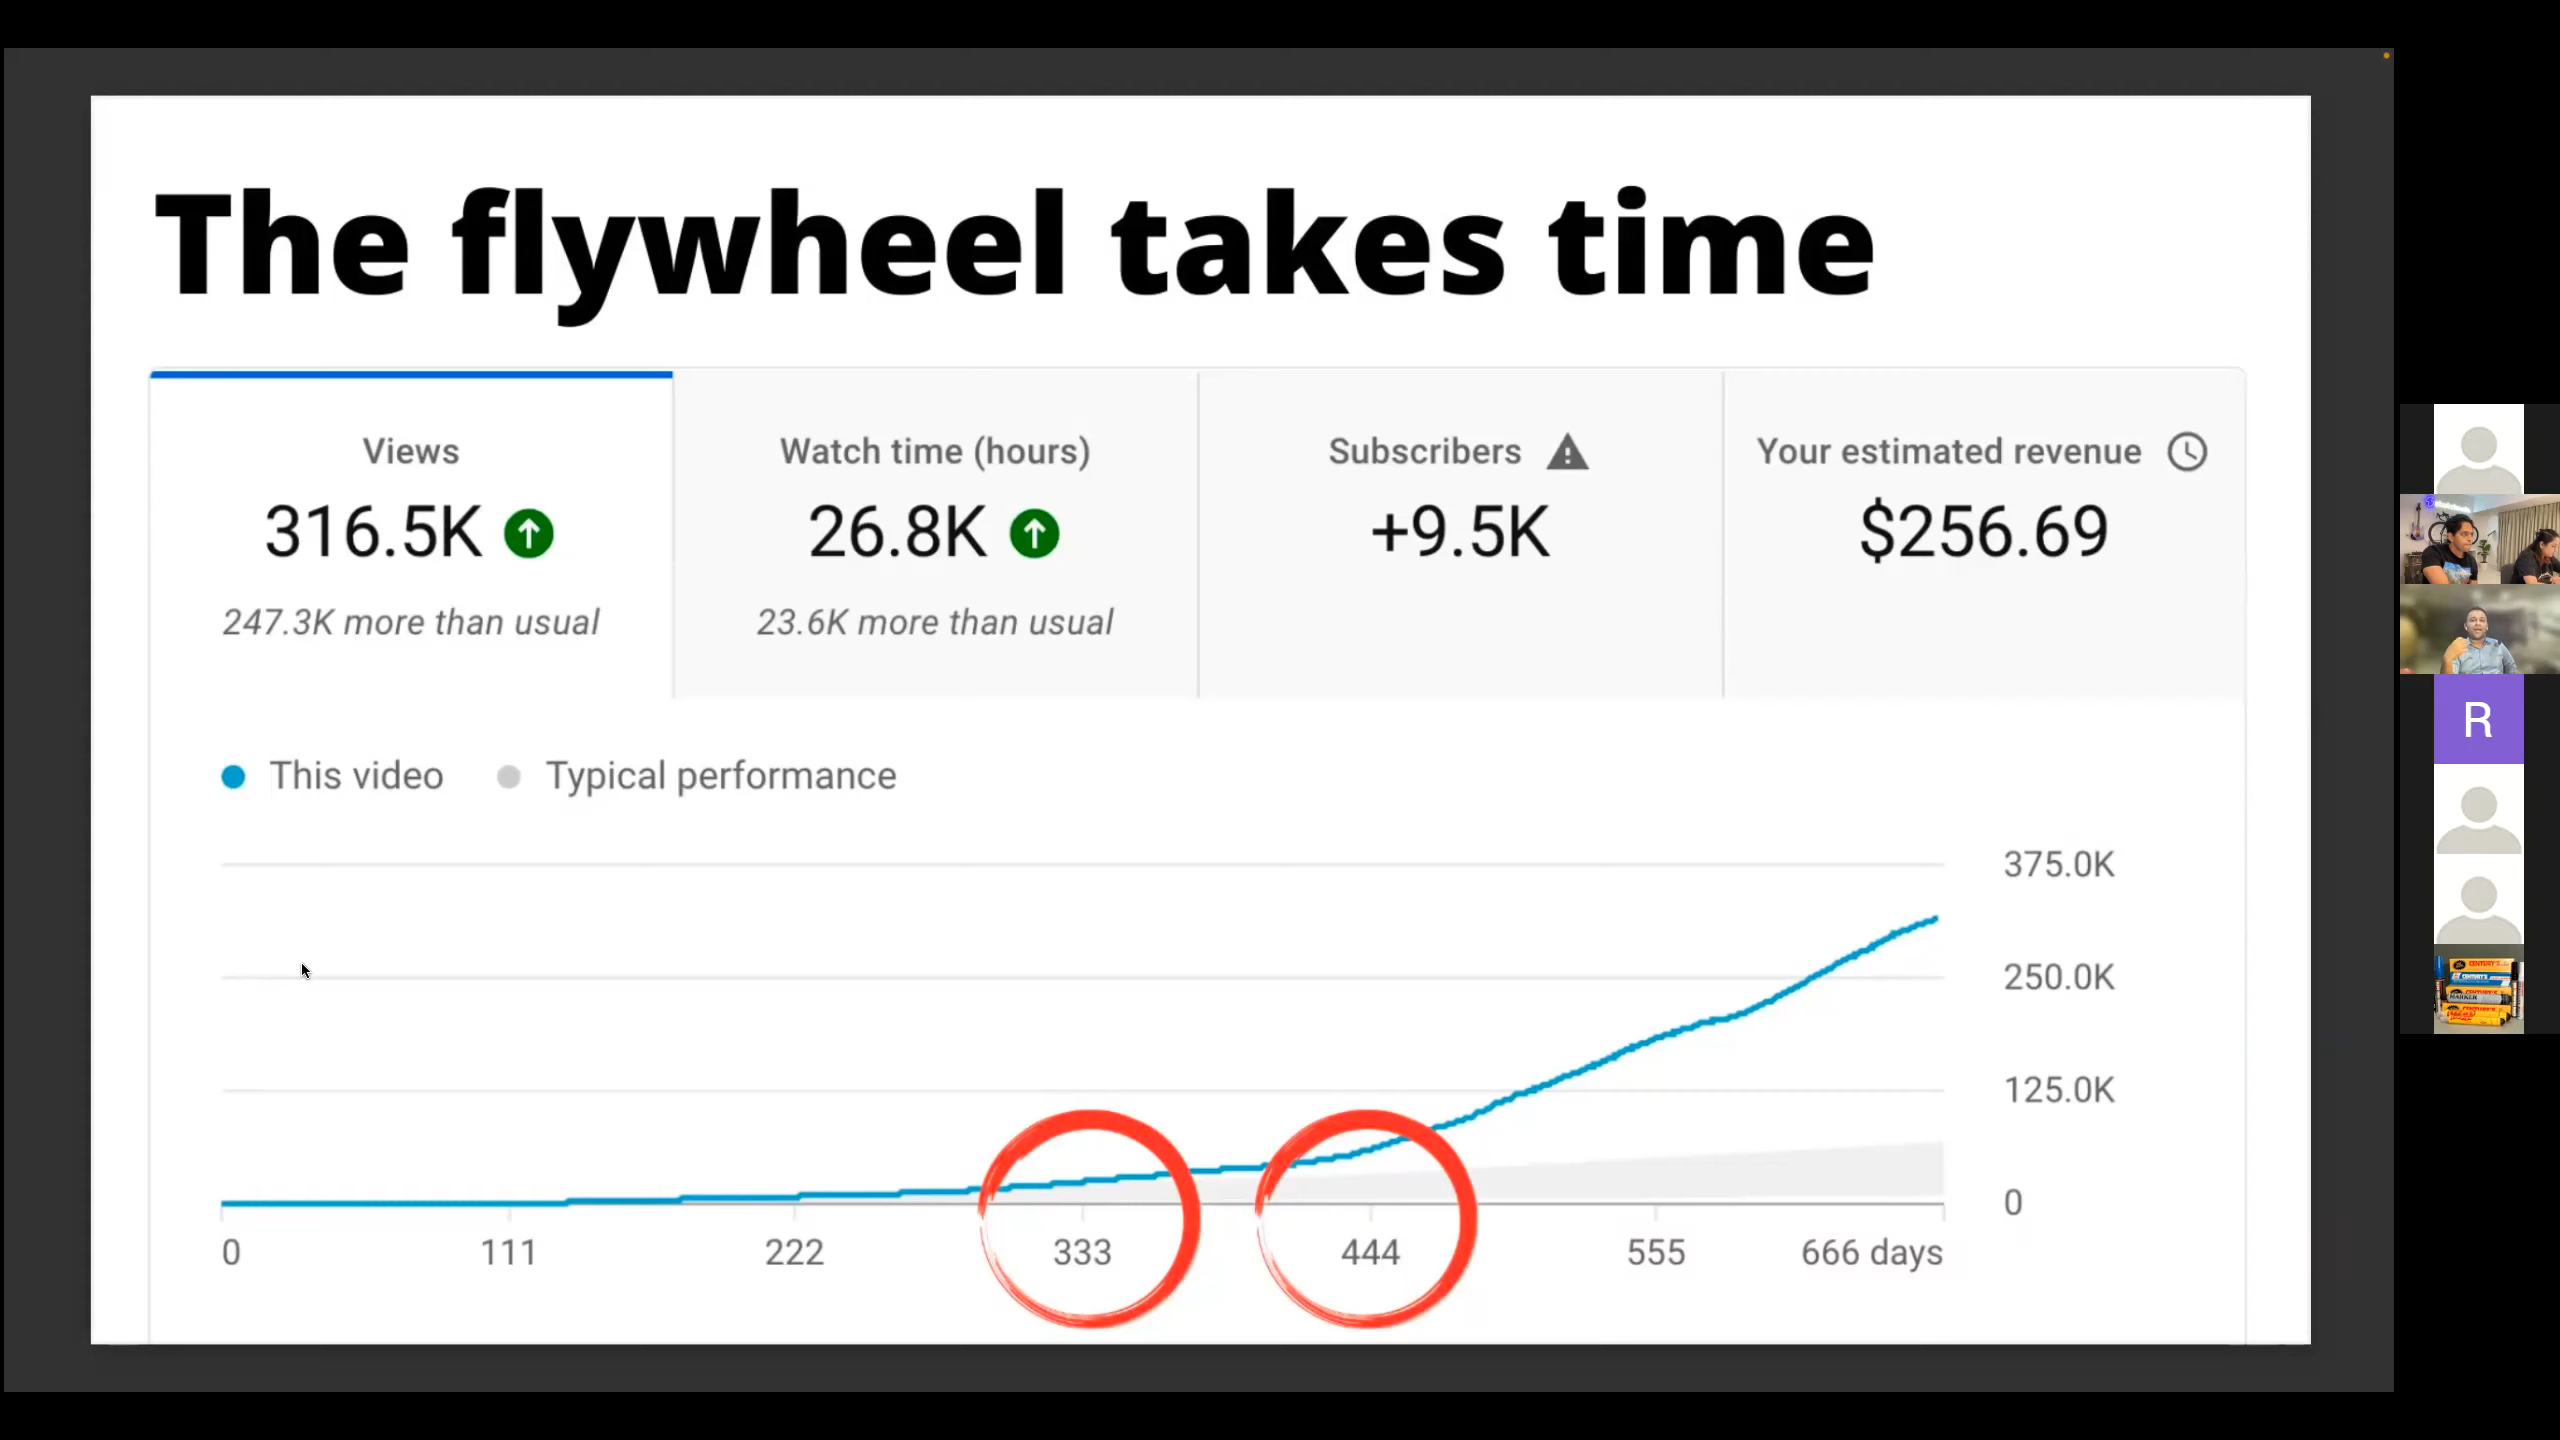 The flywheel takes time
Views
316.5K
247.3K more than usual
Watch time (hours)
26.8K
23.6K more than usual
Subscribers
+9.5K
Your estimated revenue
$256.69
This video
Typical performance
375.0K
250.0K
125.0K
0
0 111 222 333 444 555 666 days
R